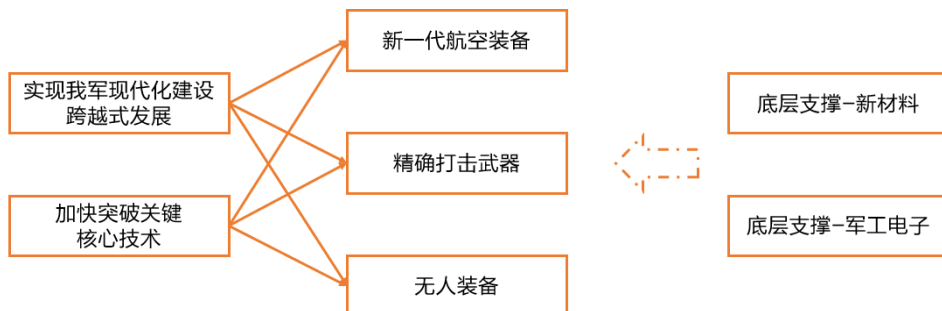 新一代航空装备
实现我军现代化建设
跨越式发展
底层支撑-新材料
精确打击武器
加快突破关键
核心技术
底层支撑-军工电子
无人装备